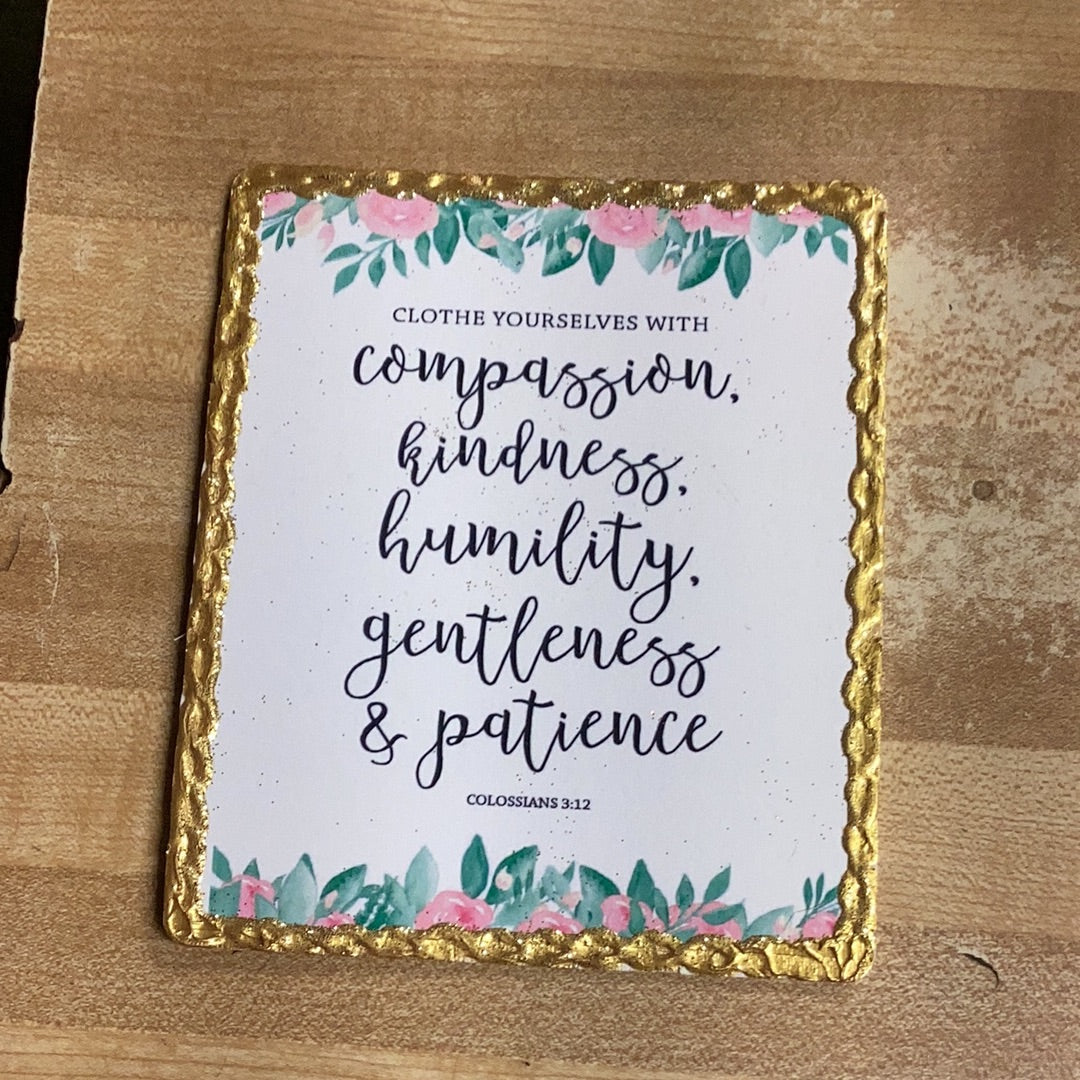 CLOTHE YOURSELVES WITH
compassion,
kindness,
humility,
gentleness
& patience
COLOSSIANS 3:12